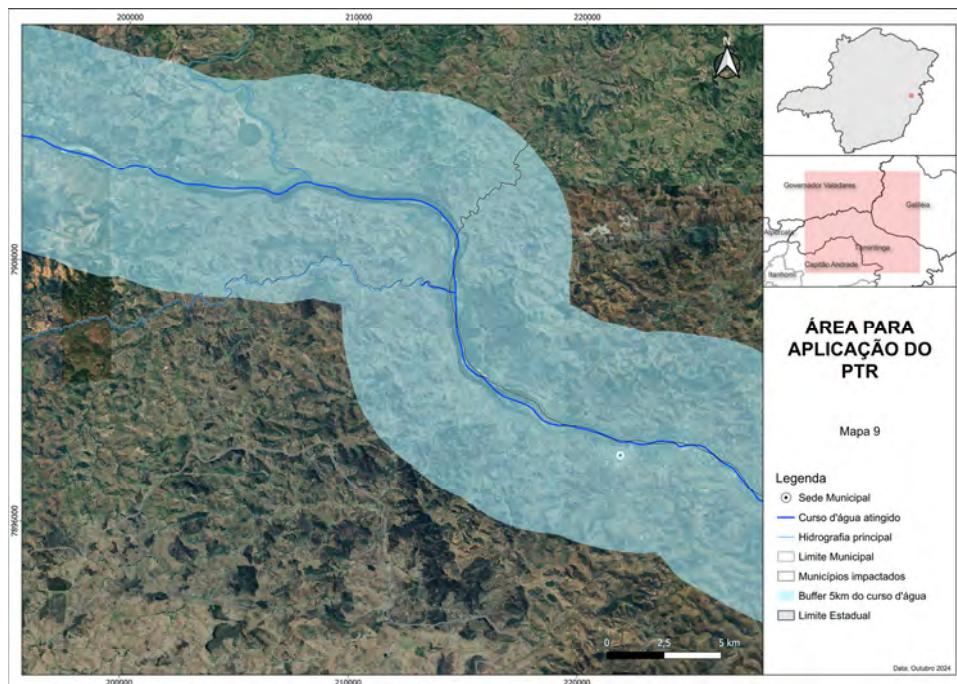 200000
210000
220000
N
7908000
7896000
0
2,5
5 km
200000
210000
220000
Governador Valadares
Galiléia
Alpercata
Tumiritinga
Capitão Andrade
Itanhomi
ÁREA PARA
APLICAÇÃO DO
PTR
Mapa 9
Legenda
Sede Municipal
Curso d'água atingido
Hidrografia principal
Limite Municipal
Municípios impactados
Buffer 5km do curso d'água
Limite Estadual
Data: Outubro 2024